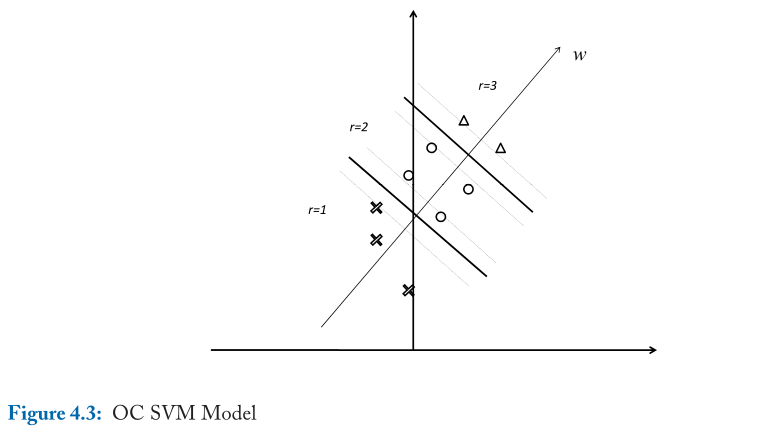 w
r=3
r=2
r=1
Figure 4.3: OC SVM Model